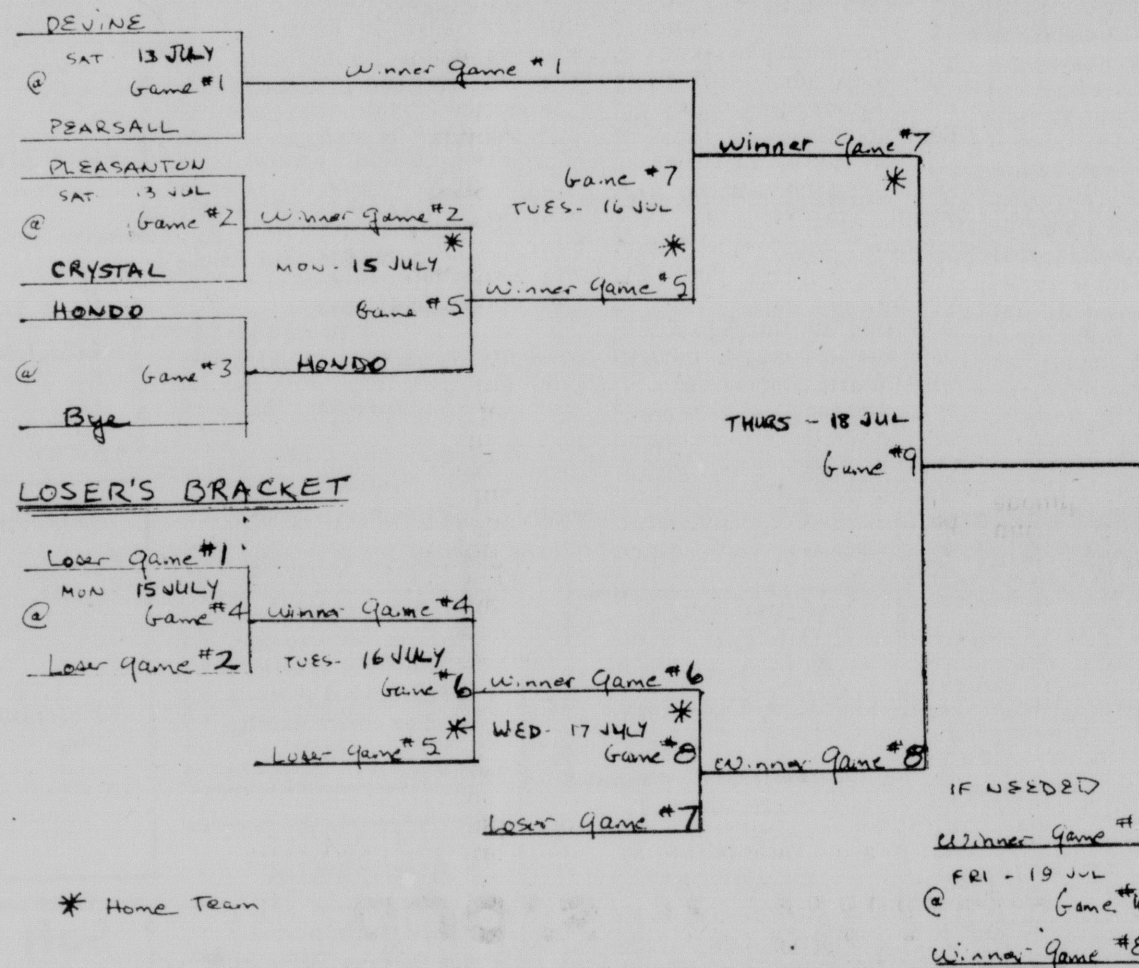 DEVINE
SAT 13 JULY
@ Game #1
PEARSALL
Winner Game #1
PLEASANTON
SAT 13 JUL
@ Game #2
CRYSTAL
Winner Game #2
*
MON - 15 JULY
Game #5
HONDO
@ Game #3
Bye
HONDO
Game #7
TUES - 16 JUL
*
Winner Game #5
Winner Game #7
*
THURS - 18 JUL
Game #9
LOSER'S BRACKET
Loser Game #1
MON 15 JULY
@ Game #4
Loser Game #2
Winner Game #4
TUES - 16 JULY
Game #6
*
Loser Game #5
Winner Game #6
*
WED - 17 JULY
Game #8
Loser Game #7
Winner Game #8
IF NEEDED
Winner Game #
FRI - 19 JUL
@ Game #
Winner Game #8
* Home Team